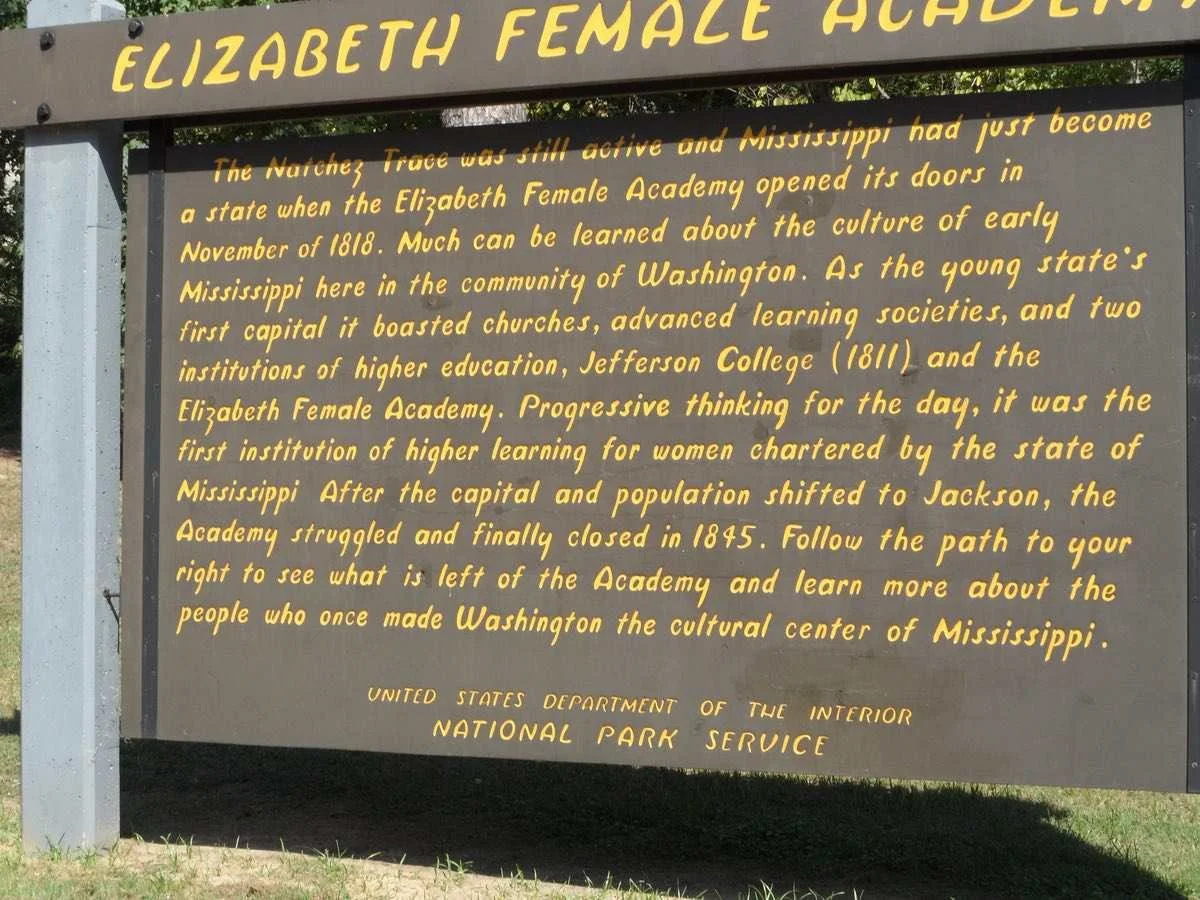 ELIZABETH FEMALE ACADEMY
The Natchez Trace was still active and Mississippi had just become
a state when the Elizabeth Female Academy opened its doors in
November of 1818. Much can be learned about the culture of early
Mississippi here in the community of Washington. As the young state's
first capital it boasted churches, advanced learning societies, and two
institutions of higher education, Jefferson College (1811) and the
Elizabeth Female Academy. Progressive thinking for the day, it was the
first institution of higher learning for women chartered by the state of
Mississippi After the capital and population shifted to Jackson, the
Academy struggled and finally closed in 1845. Follow the path to your
right to see what is left of the Academy and learn more about the
people who once made Washington the cultural center of Mississippi.
UNITED STATES DEPARTMENT OF THE INTERIOR
NATIONAL PARK SERVICE